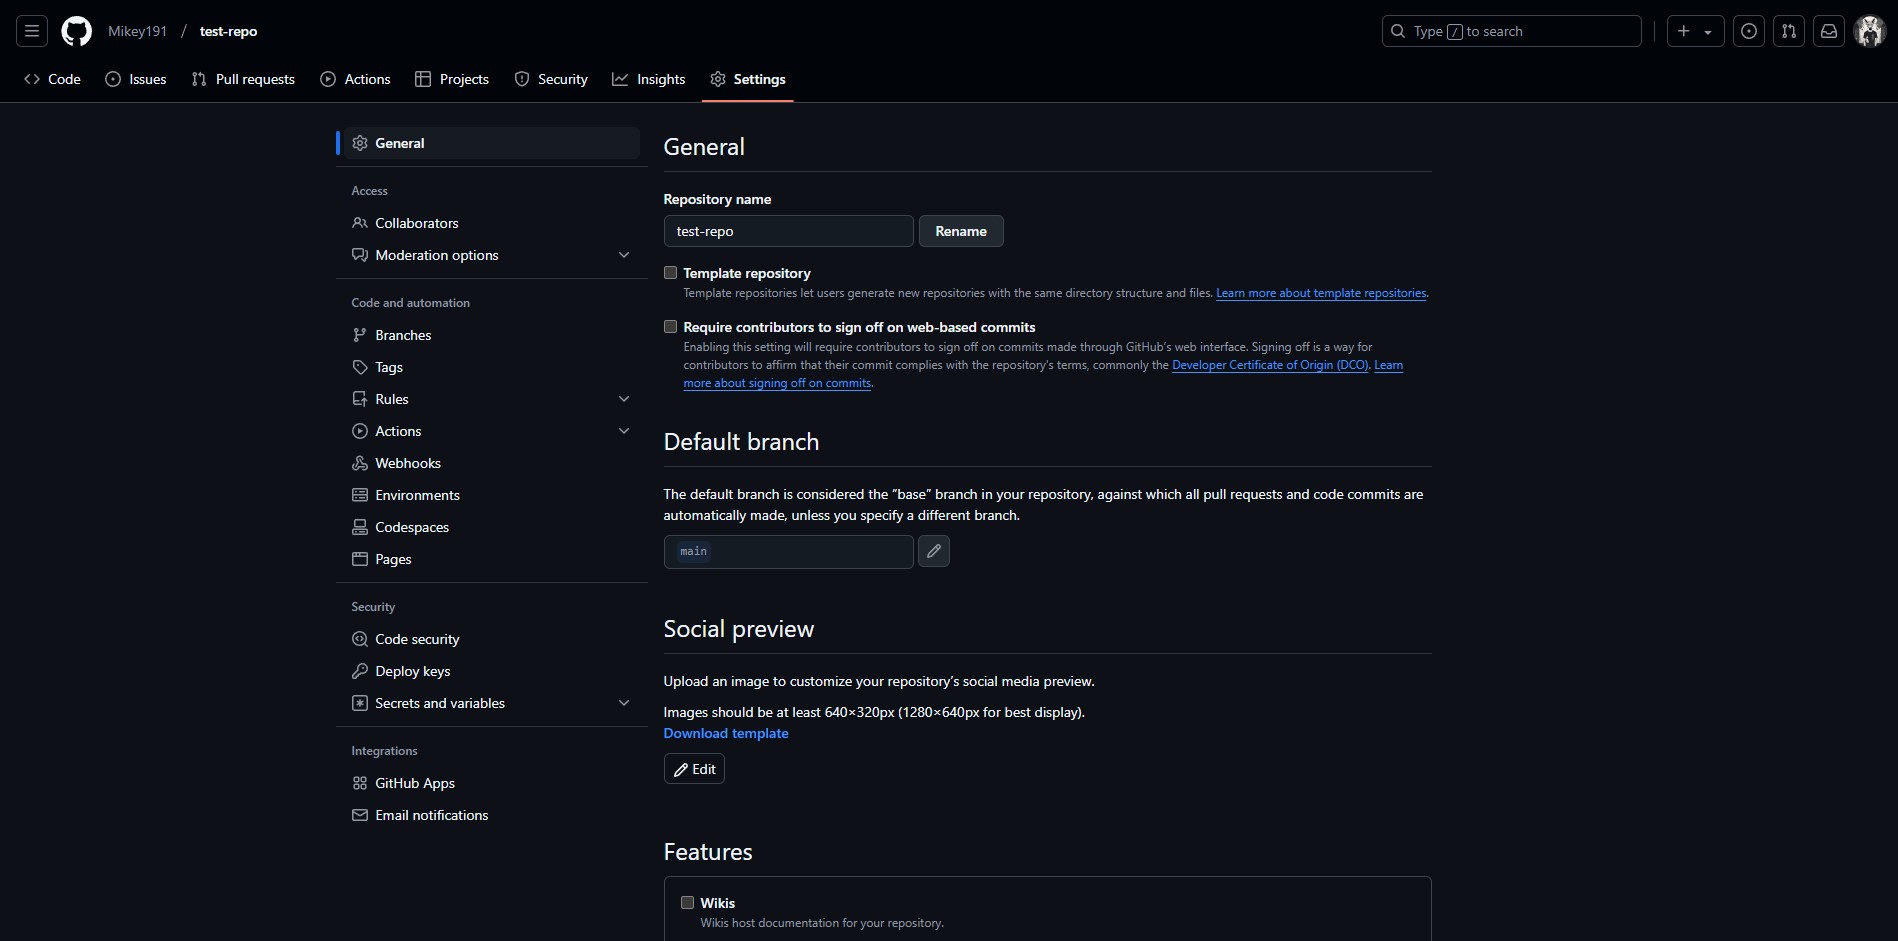 Mikey191 / test-repo
Type / to search
Code
Issues
Pull requests
Actions
Projects
Security
Insights
Settings
General
Access
Collaborators
Moderation options
Code and automation
Branches
Tags
Rules
Actions
Webhooks
Environments
Codespaces
Pages
Security
Code security
Deploy keys
Secrets and variables
Integrations
GitHub Apps
Email notifications
General
Repository name
test-repo
Rename
Template repository
Template repositories let users generate new repositories with the same directory structure and files. Learn more about template repositories.
Require contributors to sign off on web-based commits
Enabling this setting will require contributors to sign off on commits made through GitHub's web interface. Signing off is a way for
contributors to affirm that their commit complies with the repository's terms, commonly the Developer Certificate of Origin (DCO). Learn
more about signing off on commits.
Default branch
The default branch is considered the “base” branch in your repository, against which all pull requests and code commits are
automatically made, unless you specify a different branch.
main
Social preview
Upload an image to customize your repository’s social media preview.
Images should be at least 640×320px (1280×640px for best display).
Download template
Edit
Features
Wikis
Wikis host documentation for your repository.